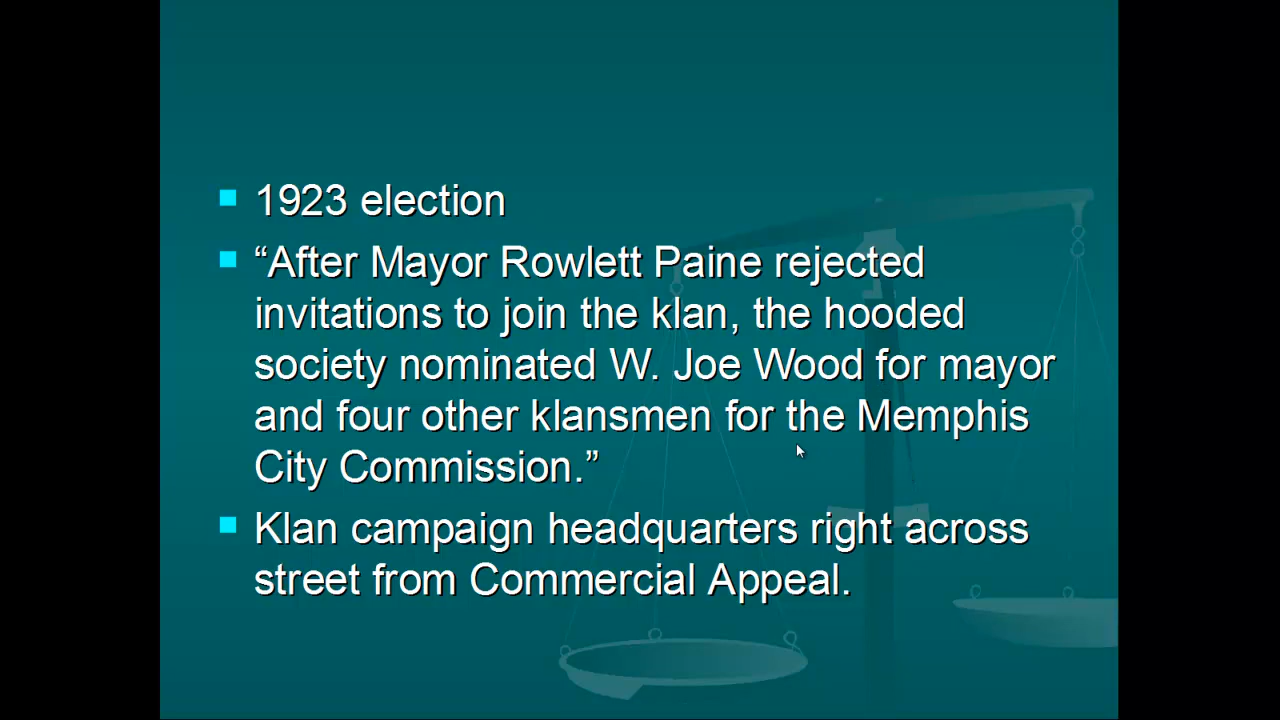 1923 election
“After Mayor Rowlett Paine rejected
invitations to join the klan, the hooded
society nominated W. Joe Wood for mayor
and four other klansmen for the Memphis
City Commission.”
Klan campaign headquarters right across
street from Commercial Appeal.